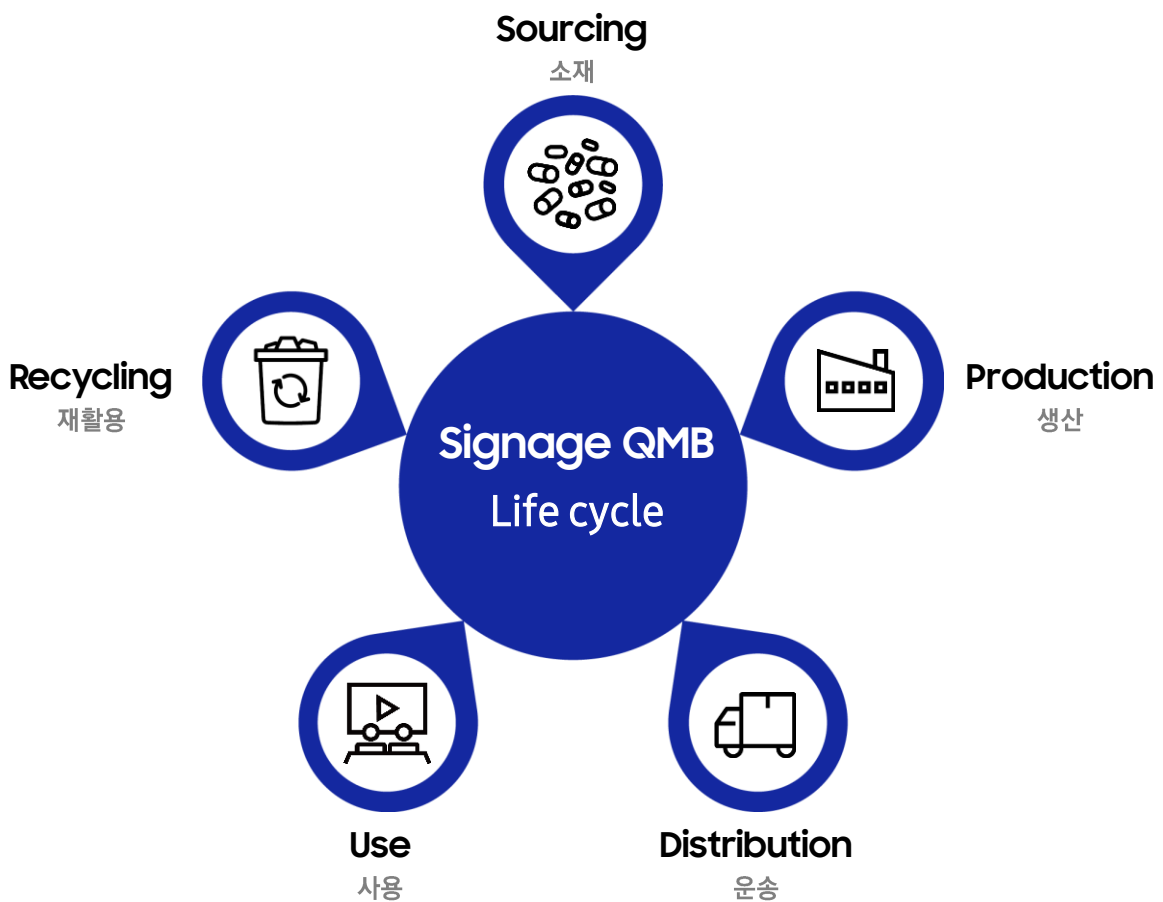 Sourcing
소재
Recycling
재활용
Production
생산
Signage QMB
Life cycle
Use
사용
Distribution
운송